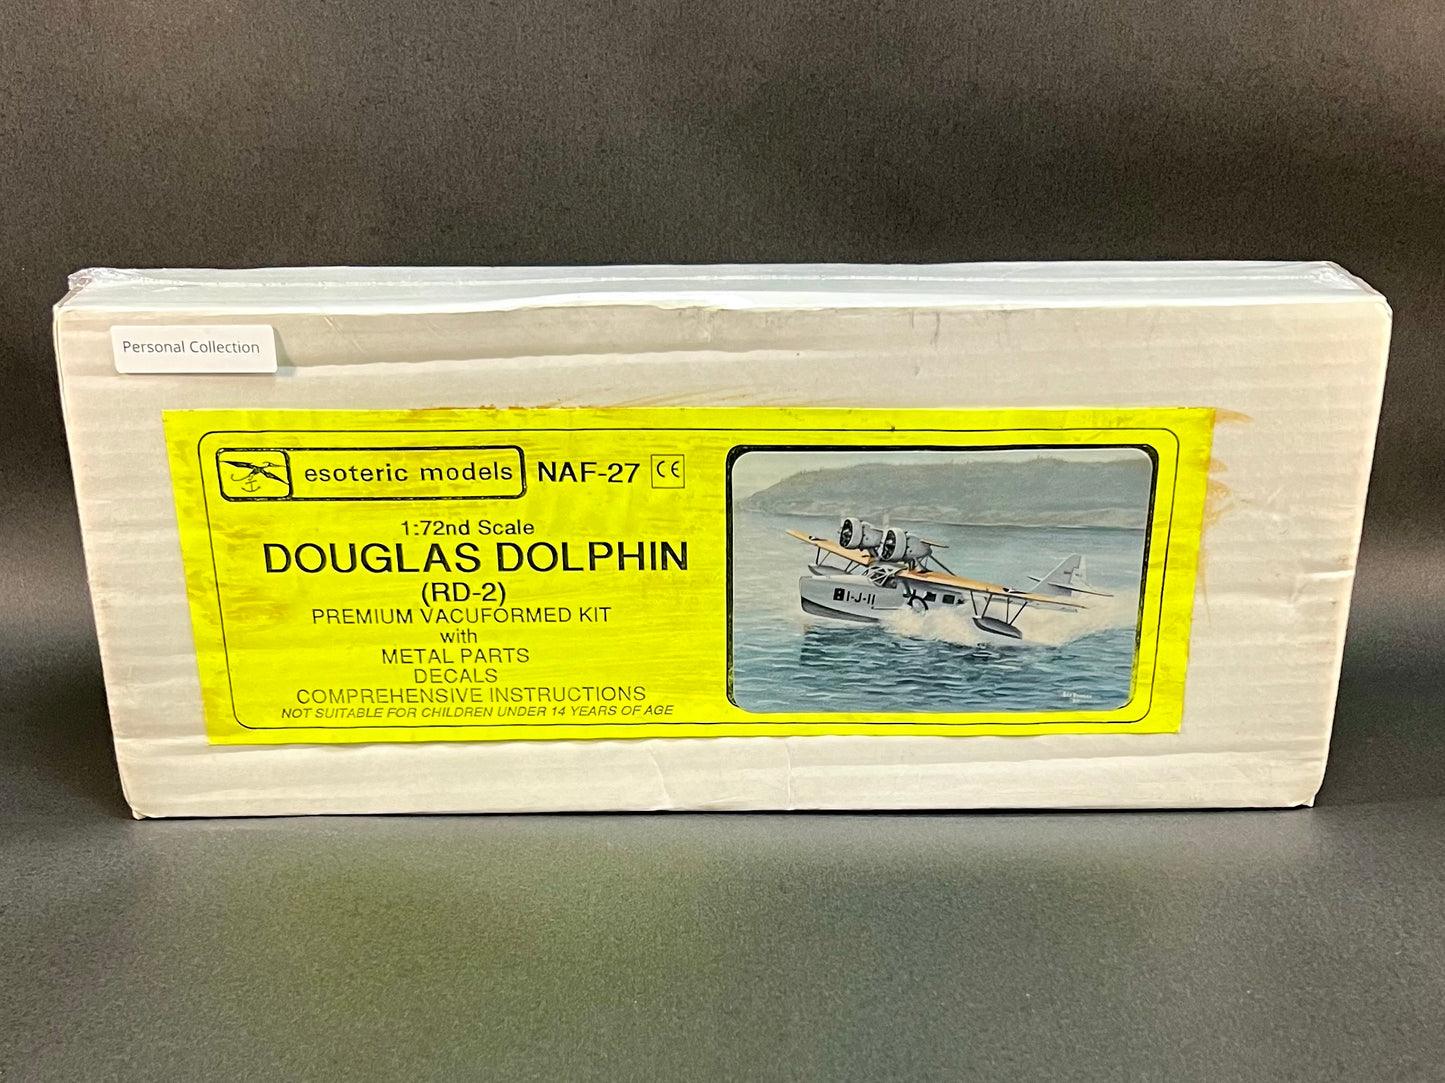 Personal Collection
esoteric models NAF-27 CE
1:72nd Scale
DOUGLAS DOLPHIN
(RD-2)
PREMIUM VACUFORMED KIT
with
METAL PARTS
DECALS
COMPREHENSIVE INSTRUCTIONS
NOT SUITABLE FOR CHILDREN UNDER 14 YEARS OF AGE
1-J-11